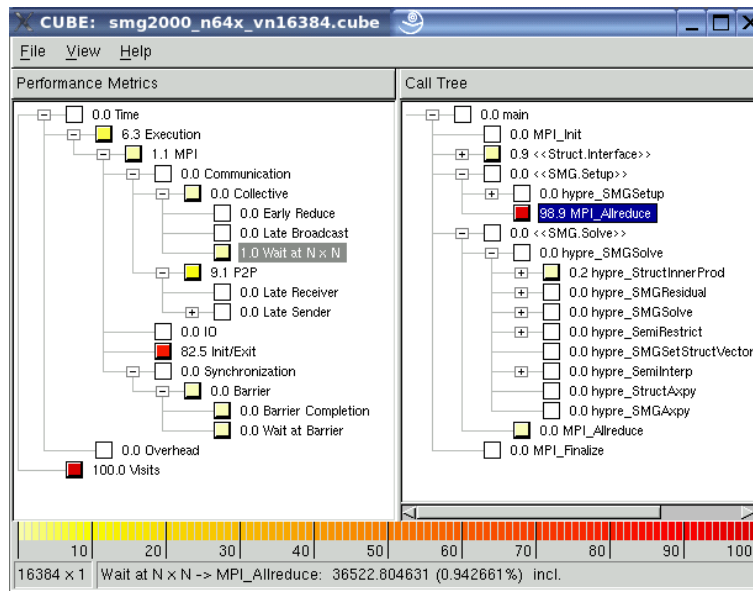 CUBE: smg2000_n64x_vn16384.cube
File View Help
Performance Metrics
0.0 Time
6.3 Execution
1.1 MPI
0.0 Communication
0.0 Collective
0.0 Early Reduce
0.0 Late Broadcast
1.0 Wait at N x N
9.1 P2P
0.0 Late Receiver
0.0 Late Sender
0.0 IO
82.5 Init/Exit
0.0 Synchronization
0.0 Barrier
0.0 Barrier Completion
0.0 Wait at Barrier
0.0 Overhead
100.0 Visits
Call Tree
0.0 main
0.0 MPI_Init
0.9 <<Struct.Interface>>
0.0 <<SMG.Setup>>
0.0 hypre_SMGSetup
98.9 MPI_Allreduce
0.0 <<SMG.Solve>>
0.0 hypre_SMGSolve
0.2 hypre_StructInnerProd
0.0 hypre_SMGResidual
0.0 hypre_SMGSolve
0.0 hypre_SemiRestrict
0.0 hypre_SMGSetStructVector
0.0 hypre_SemiInterp
0.0 hypre_StructAxpy
0.0 hypre_SMGAxpy
0.0 MPI_Allreduce
0.0 MPI_Finalize
10 20 30 40 50 60 70 80 90 100
16384 x 1 Wait at N x N -> MPI_Allreduce: 36522.804631 (0.942661%) incl.